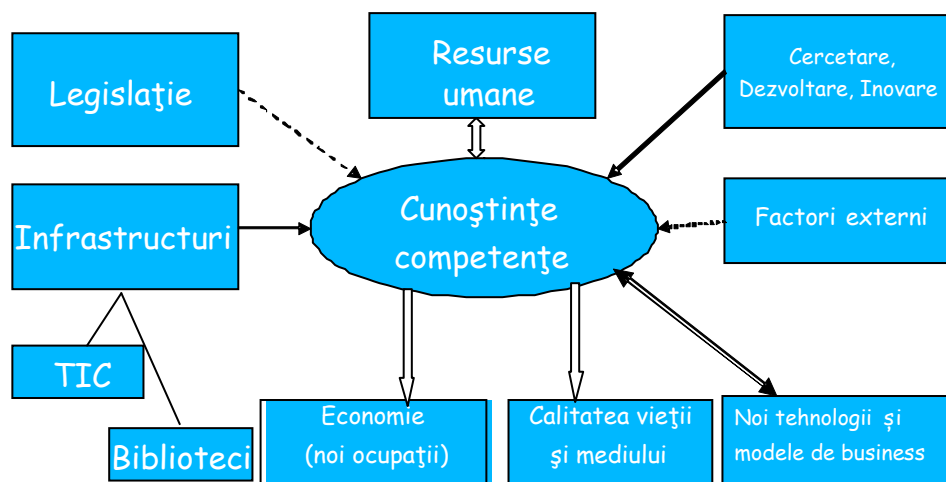 Legislaţie
Resurse
umane
Cercetare,
Dezvoltare, Inovare
Infrastructuri
Cunoştinţe
competenţe
Factori externi
TIC
Biblioteci
Economie
(noi ocupaţii)
Calitatea vieţii
şi mediului
Noi tehnologii și
modele de business